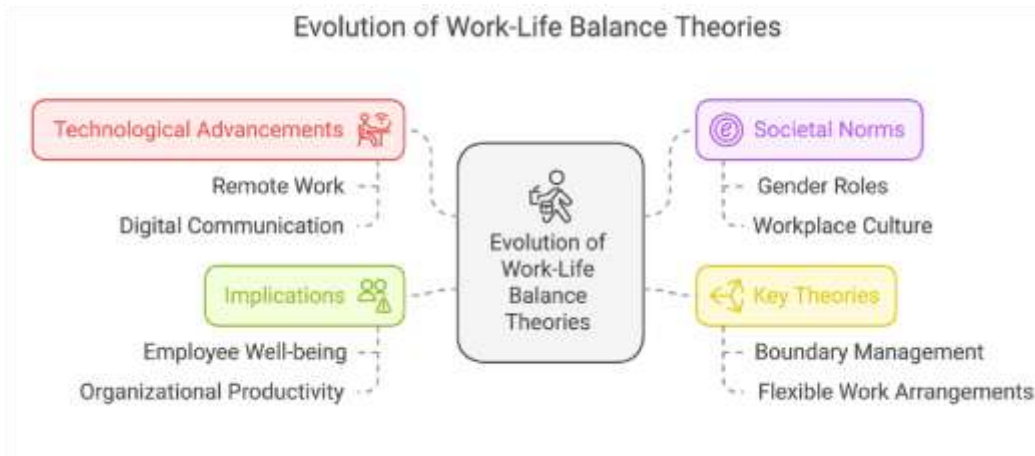 Evolution of Work-Life Balance Theories
Technological Advancements
Remote Work
Digital Communication
Implications
Employee Well-being
Organizational Productivity
Evolution of
Work-Life
Balance
Theories
Societal Norms
Gender Roles
Workplace Culture
Key Theories
Boundary Management
Flexible Work Arrangements